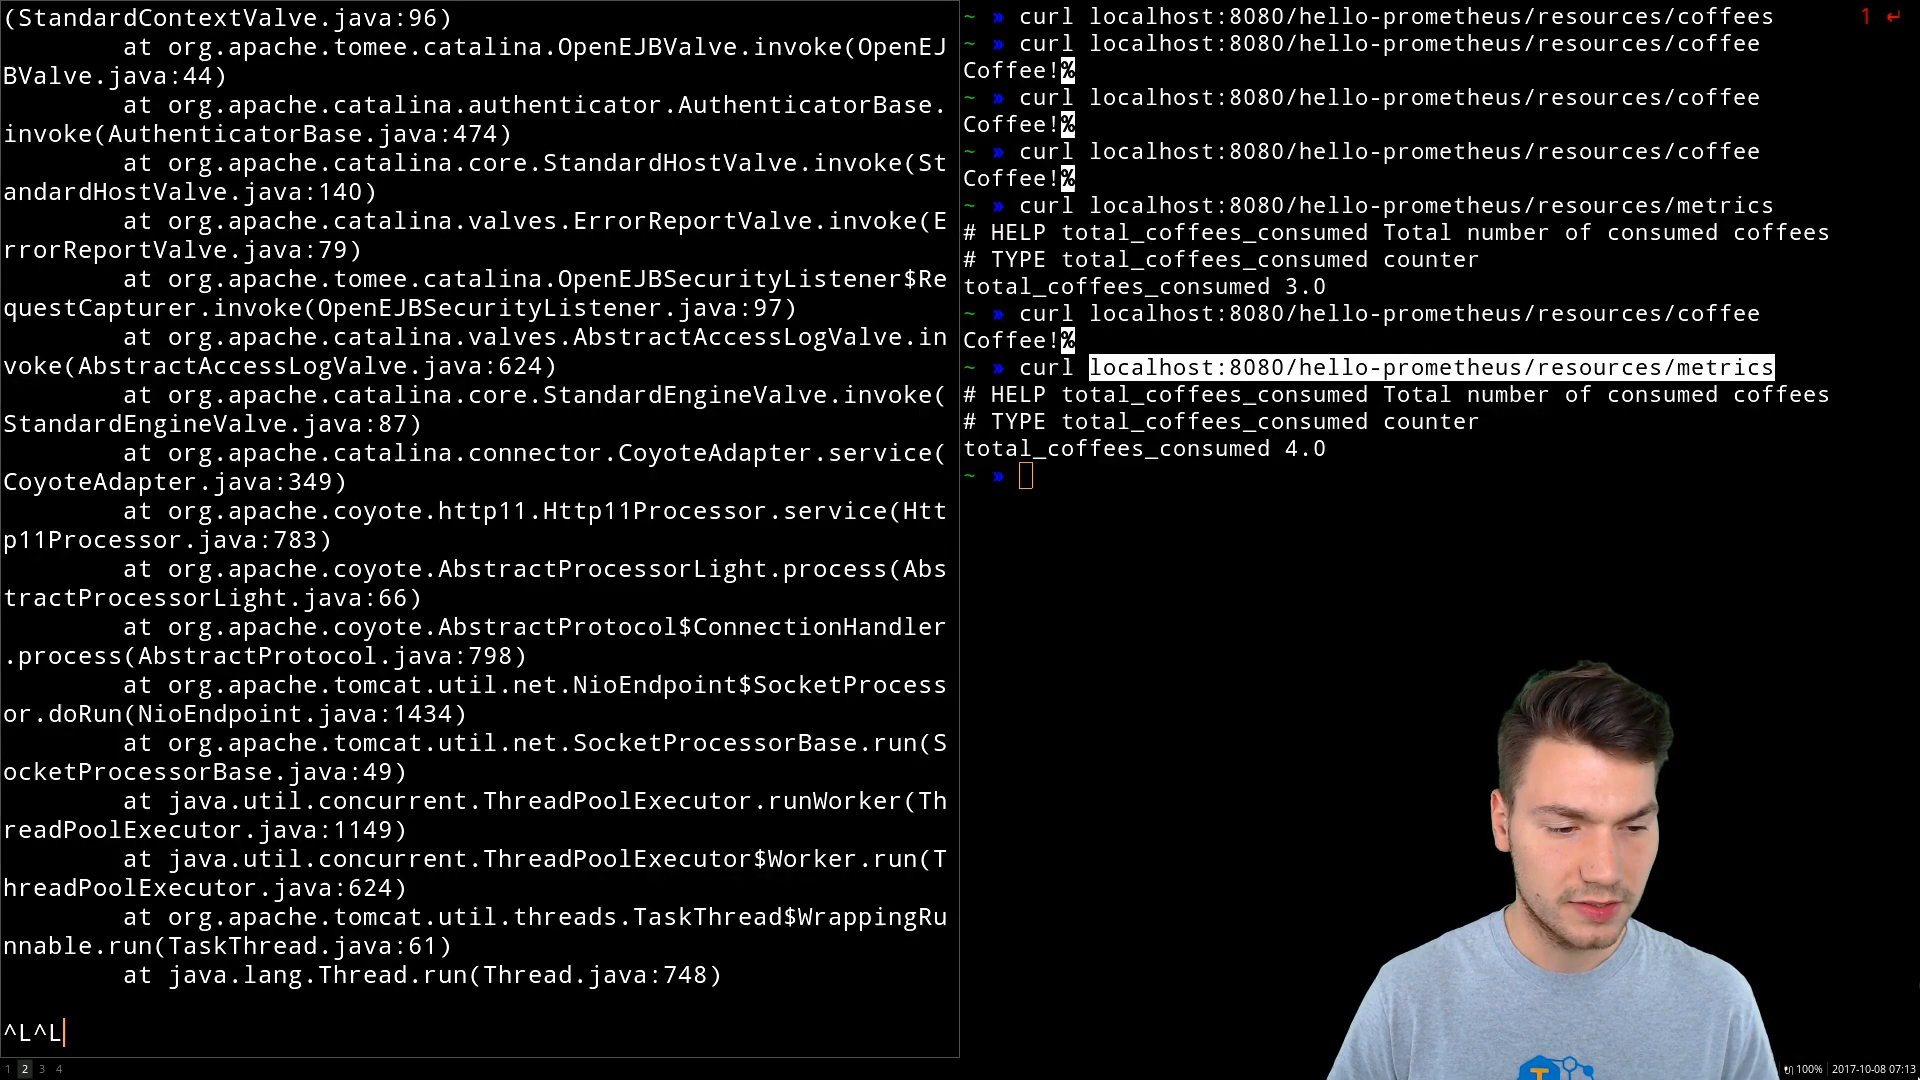 (StandardContextValve.java:96)
        at org.apache.tomee.catalina.OpenEJBValve.invoke(OpenEJ
BValve.java:44)
        at org.apache.catalina.authenticator.AuthenticatorBase.
invoke(AuthenticatorBase.java:474)
        at org.apache.catalina.core.StandardHostValve.invoke(St
andardHostValve.java:140)
        at org.apache.catalina.valves.ErrorReportValve.invoke(E
rrorReportValve.java:79)
        at org.apache.tomee.catalina.OpenEJBSecurityListener$Re
questCapturer.invoke(OpenEJBSecurityListener.java:97)
        at org.apache.catalina.valves.AbstractAccessLogValve.in
voke(AbstractAccessLogValve.java:624)
        at org.apache.catalina.core.StandardEngineValve.invoke(
StandardEngineValve.java:87)
        at org.apache.catalina.connector.CoyoteAdapter.service(
CoyoteAdapter.java:349)
        at org.apache.coyote.http11.Http11Processor.service(Htt
p11Processor.java:783)
        at org.apache.coyote.AbstractProcessorLight.process(Abs
tractProcessorLight.java:66)
        at org.apache.coyote.AbstractProtocol$ConnectionHandler
.process(AbstractProtocol.java:798)
        at org.apache.tomcat.util.net.NioEndpoint$SocketProcess
or.doRun(NioEndpoint.java:1434)
        at org.apache.tomcat.util.net.SocketProcessorBase.run(S
ocketProcessorBase.java:49)
        at java.util.concurrent.ThreadPoolExecutor.runWorker(Th
readPoolExecutor.java:1149)
        at java.util.concurrent.ThreadPoolExecutor$Worker.run(T
hreadPoolExecutor.java:624)
        at org.apache.tomcat.util.threads.TaskThread$WrappingRu
nnable.run(TaskThread.java:61)
        at java.lang.Thread.run(Thread.java:748)
^L^L
~ » curl localhost:8080/hello-prometheus/resources/coffees 1 ↵
~ » curl localhost:8080/hello-prometheus/resources/coffee
Coffee!%
~ » curl localhost:8080/hello-prometheus/resources/coffee
Coffee!%
~ » curl localhost:8080/hello-prometheus/resources/coffee
Coffee!%
~ » curl localhost:8080/hello-prometheus/resources/metrics
# HELP total_coffees_consumed Total number of consumed coffees
# TYPE total_coffees_consumed counter
total_coffees_consumed 3.0
~ » curl localhost:8080/hello-prometheus/resources/coffee
Coffee!%
~ » curl localhost:8080/hello-prometheus/resources/metrics
# HELP total_coffees_consumed Total number of consumed coffees
# TYPE total_coffees_consumed counter
total_coffees_consumed 4.0
~ »
T
1 2 3 4
100% 2017-10-08 07:13